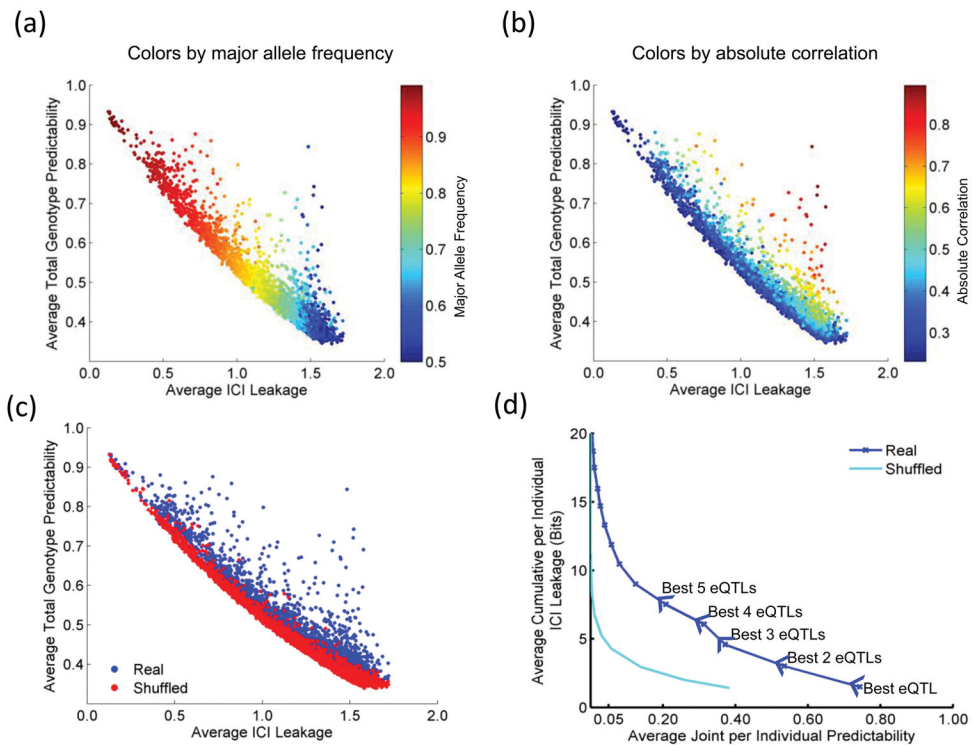 (a)
Colors by major allele frequency
Average Total Genotype Predictability
1.0
0.9
0.8
0.7
0.6
0.5
0.4
0.0
0.5
1.0
1.5
2.0
Average ICI Leakage
0.9
0.8
0.7
0.6
0.5
Major Allele Frequency
(b)
Colors by absolute correlation
Average Total Genotype Predictability
1.0
0.9
0.8
0.7
0.6
0.5
0.4
0.0
0.5
1.0
1.5
2.0
Average ICI Leakage
0.8
0.7
0.6
0.5
0.4
0.3
Absolute Correlation
(c)
Average Total Genotype Predictability
1.0
0.9
0.8
0.7
0.6
0.5
0.4
Real
Shuffled
0.0
0.5
1.0
1.5
2.0
Average ICI Leakage
(d)
Average Cumulative per Individual
ICI Leakage (Bits)
20
15
10
5
0
Real
Shuffled
Best 5 eQTLs
Best 4 eQTLs
Best 3 eQTLs
Best 2 eQTLs
Best eQTL
0.05
0.20
0.40
0.60
0.80
1.00
Average Joint per Individual Predictability